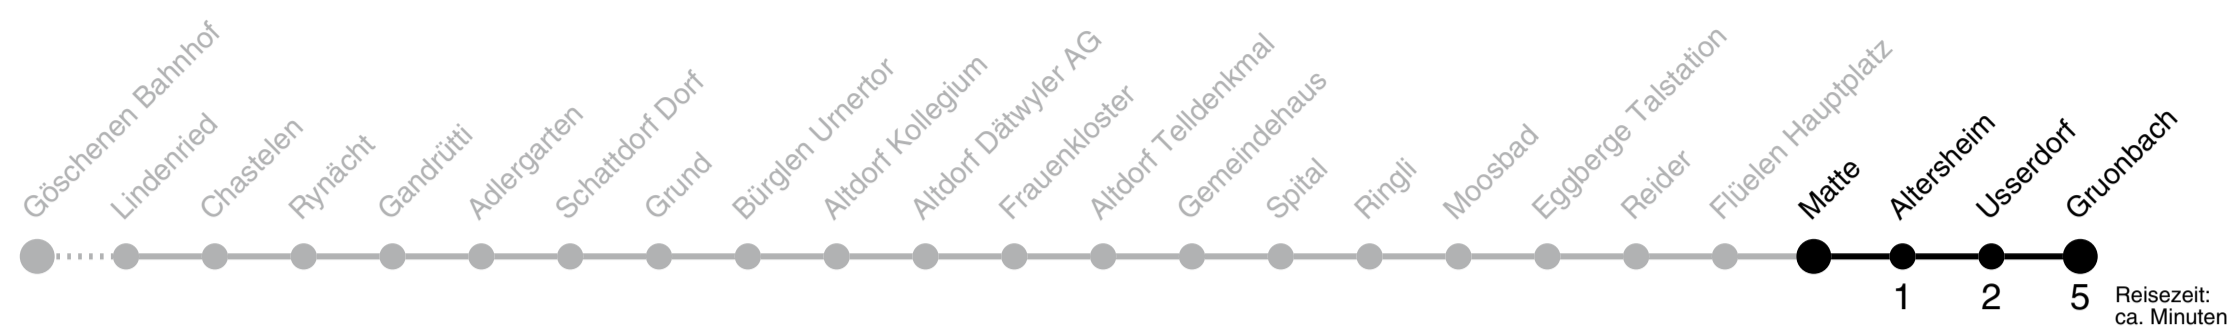 Göschenen Bahnhof
Lindenried
Chastelen
Rynächt
Gandrütti
Adlergarten
Schattdorf Dorf
Grund
Bürglen Urnertor
Altdorf Kollegium
Altdorf Dätwyler AG
Frauenkloster
Altdorf Telldenkmal
Gemeindehaus
Spital
Ringli
Moosbad
Eggberge Talstation
Reider
Flüelen Hauptplatz
Matte
Altersheim
Usserdorf
Gruonbach
1 2 5 Reisezeit:
ca. Minuten